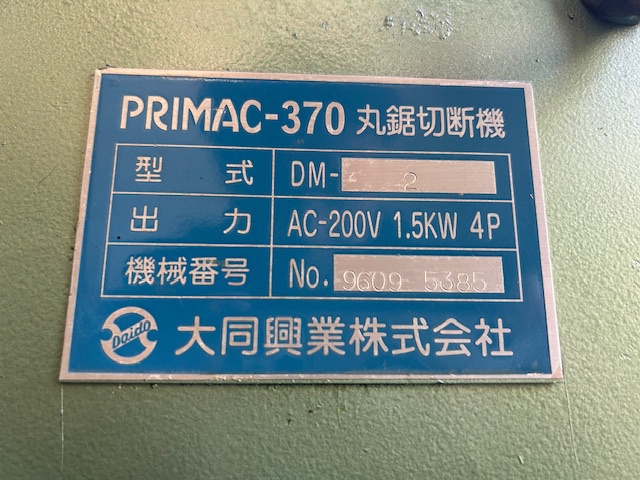 PRIMAC-370 丸鋸切断機
型式 DM- 2
出力 AC-200V 1.5KW 4P
機械番号 No. 9609 5385
Daido 大同興業株式会社